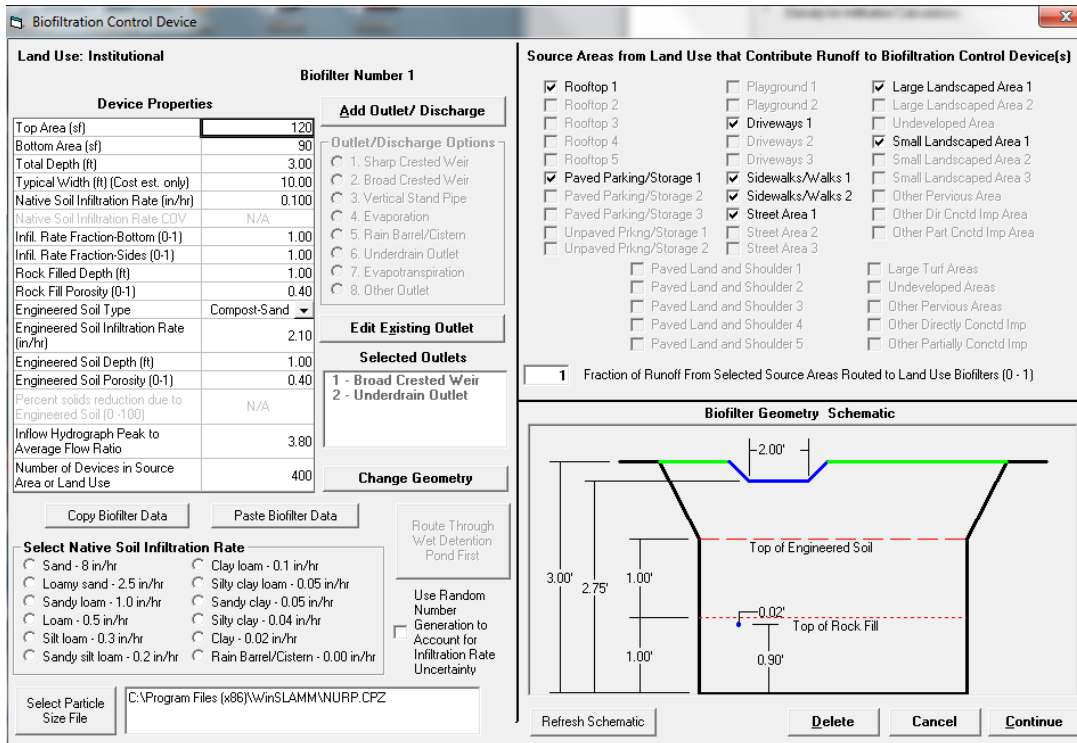 Biofiltration Control Device
Land Use: Institutional
Biofilter Number 1
Device Properties
Top Area (sf) 120
Bottom Area (sf) 90
Total Depth (ft) 3.00
Typical Width (ft) (Cost est. only) 10.00
Native Soil Infiltration Rate (in/hr) 0.100
Native Soil Infiltration Rate COV N/A
Infil. Rate Fraction-Bottom (0-1) 1.00
Infil. Rate Fraction-Sides (0-1) 1.00
Rock Filled Depth (ft) 1.00
Rock Fill Porosity (0-1) 0.40
Engineered Soil Type Compost-Sand
Engineered Soil Infiltration Rate
(in/hr) 2.10
Engineered Soil Depth (ft) 1.00
Engineered Soil Porosity (0-1) 0.40
Percent solids reduction due to
Engineered Soil (0 -100) N/A
Inflow Hydrograph Peak to
Average Flow Ratio 3.80
Number of Devices in Source
Area or Land Use 400
Add Outlet/ Discharge
Outlet/Discharge Options
1. Sharp Crested Weir
2. Broad Crested Weir
3. Vertical Stand Pipe
4. Evaporation
5. Rain Barrel/Cistern
6. Underdrain Outlet
7. Evapotranspiration
8. Other Outlet
Edit Existing Outlet
Selected Outlets
1 - Broad Crested Weir
2 - Underdrain Outlet
Change Geometry
Copy Biofilter Data
Paste Biofilter Data
Route Through
Wet Detention
Pond First
Select Native Soil Infiltration Rate
Sand - 8 in/hr
Loamy sand - 2.5 in/hr
Sandy loam - 1.0 in/hr
Loam - 0.5 in/hr
Silt loam - 0.3 in/hr
Sandy silt loam - 0.2 in/hr
Clay loam - 0.1 in/hr
Silty clay loam - 0.05 in/hr
Sandy clay - 0.05 in/hr
Silty clay - 0.04 in/hr
Clay - 0.02 in/hr
Rain Barrel/Cistern - 0.00 in/hr
Use Random
Number
Generation to
Account for
Infiltration Rate
Uncertainty
Select Particle
Size File
C:\Program Files (x86)\WinSLAMM\NURP.CPZ
Source Areas from Land Use that Contribute Runoff to Biofiltration Control Device(s)
Rooftop 1
Rooftop 2
Rooftop 3
Rooftop 4
Rooftop 5
Paved Parking/Storage 1
Paved Parking/Storage 2
Paved Parking/Storage 3
Unpaved Prkng/Storage 1
Unpaved Prkng/Storage 2
Playground 1
Playground 2
Driveways 1
Driveways 2
Driveways 3
Sidewalks/Walks 1
Sidewalks/Walks 2
Street Area 1
Street Area 2
Street Area 3
Large Landscaped Area 1
Large Landscaped Area 2
Undeveloped Area
Small Landscaped Area 1
Small Landscaped Area 2
Small Landscaped Area 3
Other Pervious Area
Other Dir Cnctd Imp Area
Other Part Cnctd Imp Area
Paved Land and Shoulder 1
Paved Land and Shoulder 2
Paved Land and Shoulder 3
Paved Land and Shoulder 4
Paved Land and Shoulder 5
Large Turf Areas
Undeveloped Areas
Other Pervious Areas
Other Directly Conctd Imp
Other Partially Conctd Imp
1 Fraction of Runoff From Selected Source Areas Routed to Land Use Biofilters (0 - 1)
Biofilter Geometry Schematic
2.00'
Top of Engineered Soil
3.00'
2.75'
1.00'
0.02'
Top of Rock Fill
1.00'
0.90'
Refresh Schematic
Delete
Cancel
Continue